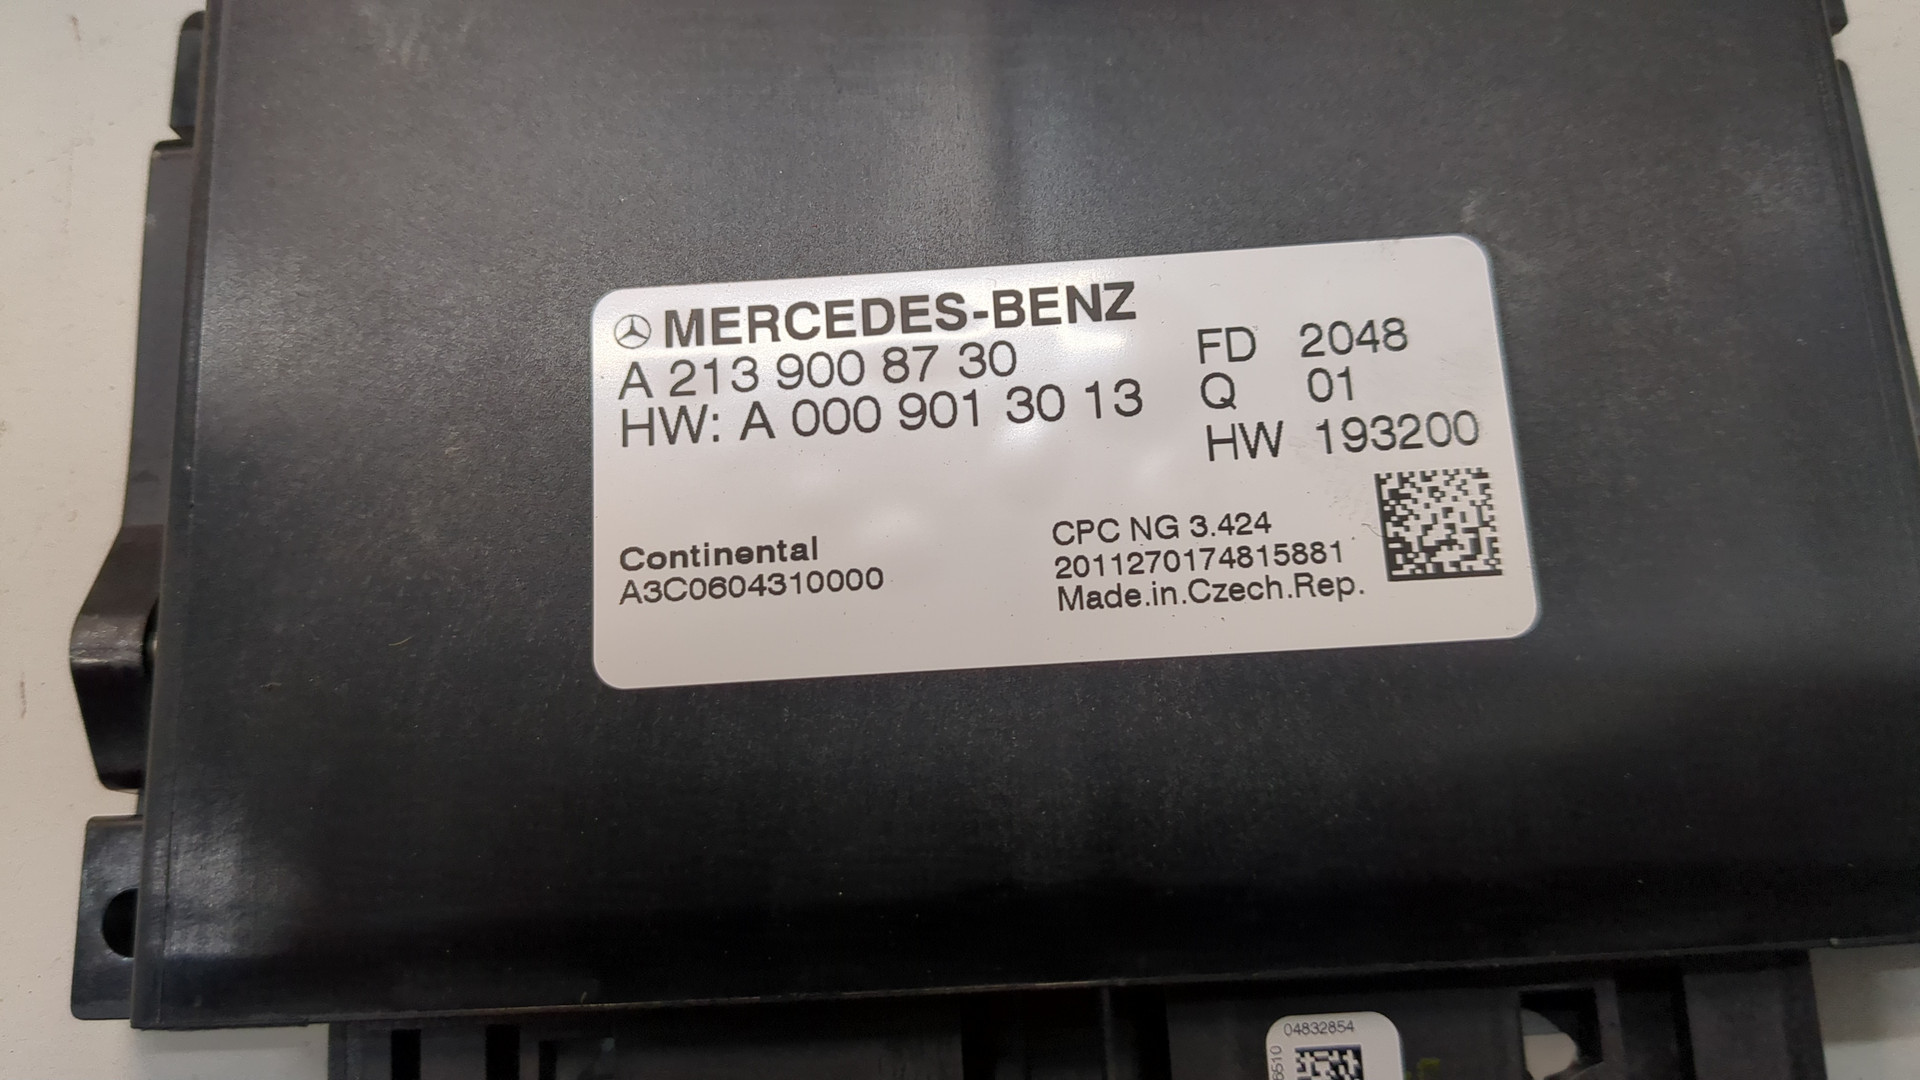 MERCEDES-BENZ
A 213 900 87 30
HW: A 000 901 30 13
FD 2048
Q 01
HW 193200
Continental
A3C0604310000
CPC NG 3.424
2011270174815881
Made.in.Czech.Rep.
04832854